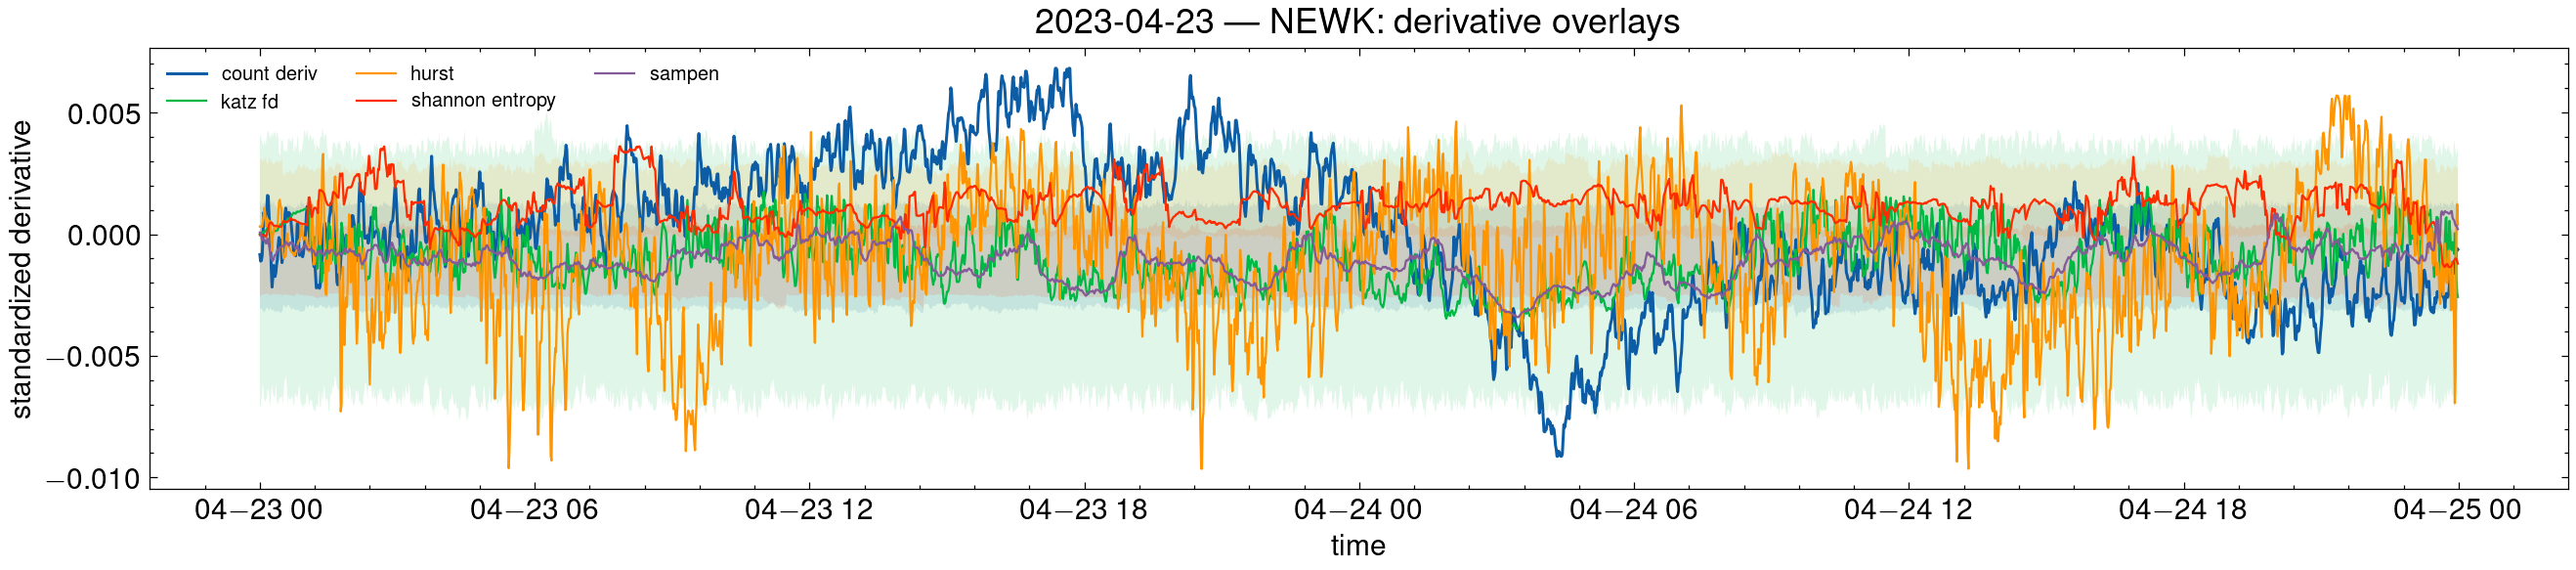 2023-04-23 — NEWK: derivative overlays
count deriv
katz fd
hurst
shannon entropy
sampen
standardized derivative
0.005
0.000
−0.005
−0.010
04−23 00
04−23 06
04−23 12
04−23 18
04−24 00
04−24 06
04−24 12
04−24 18
04−25 00
time